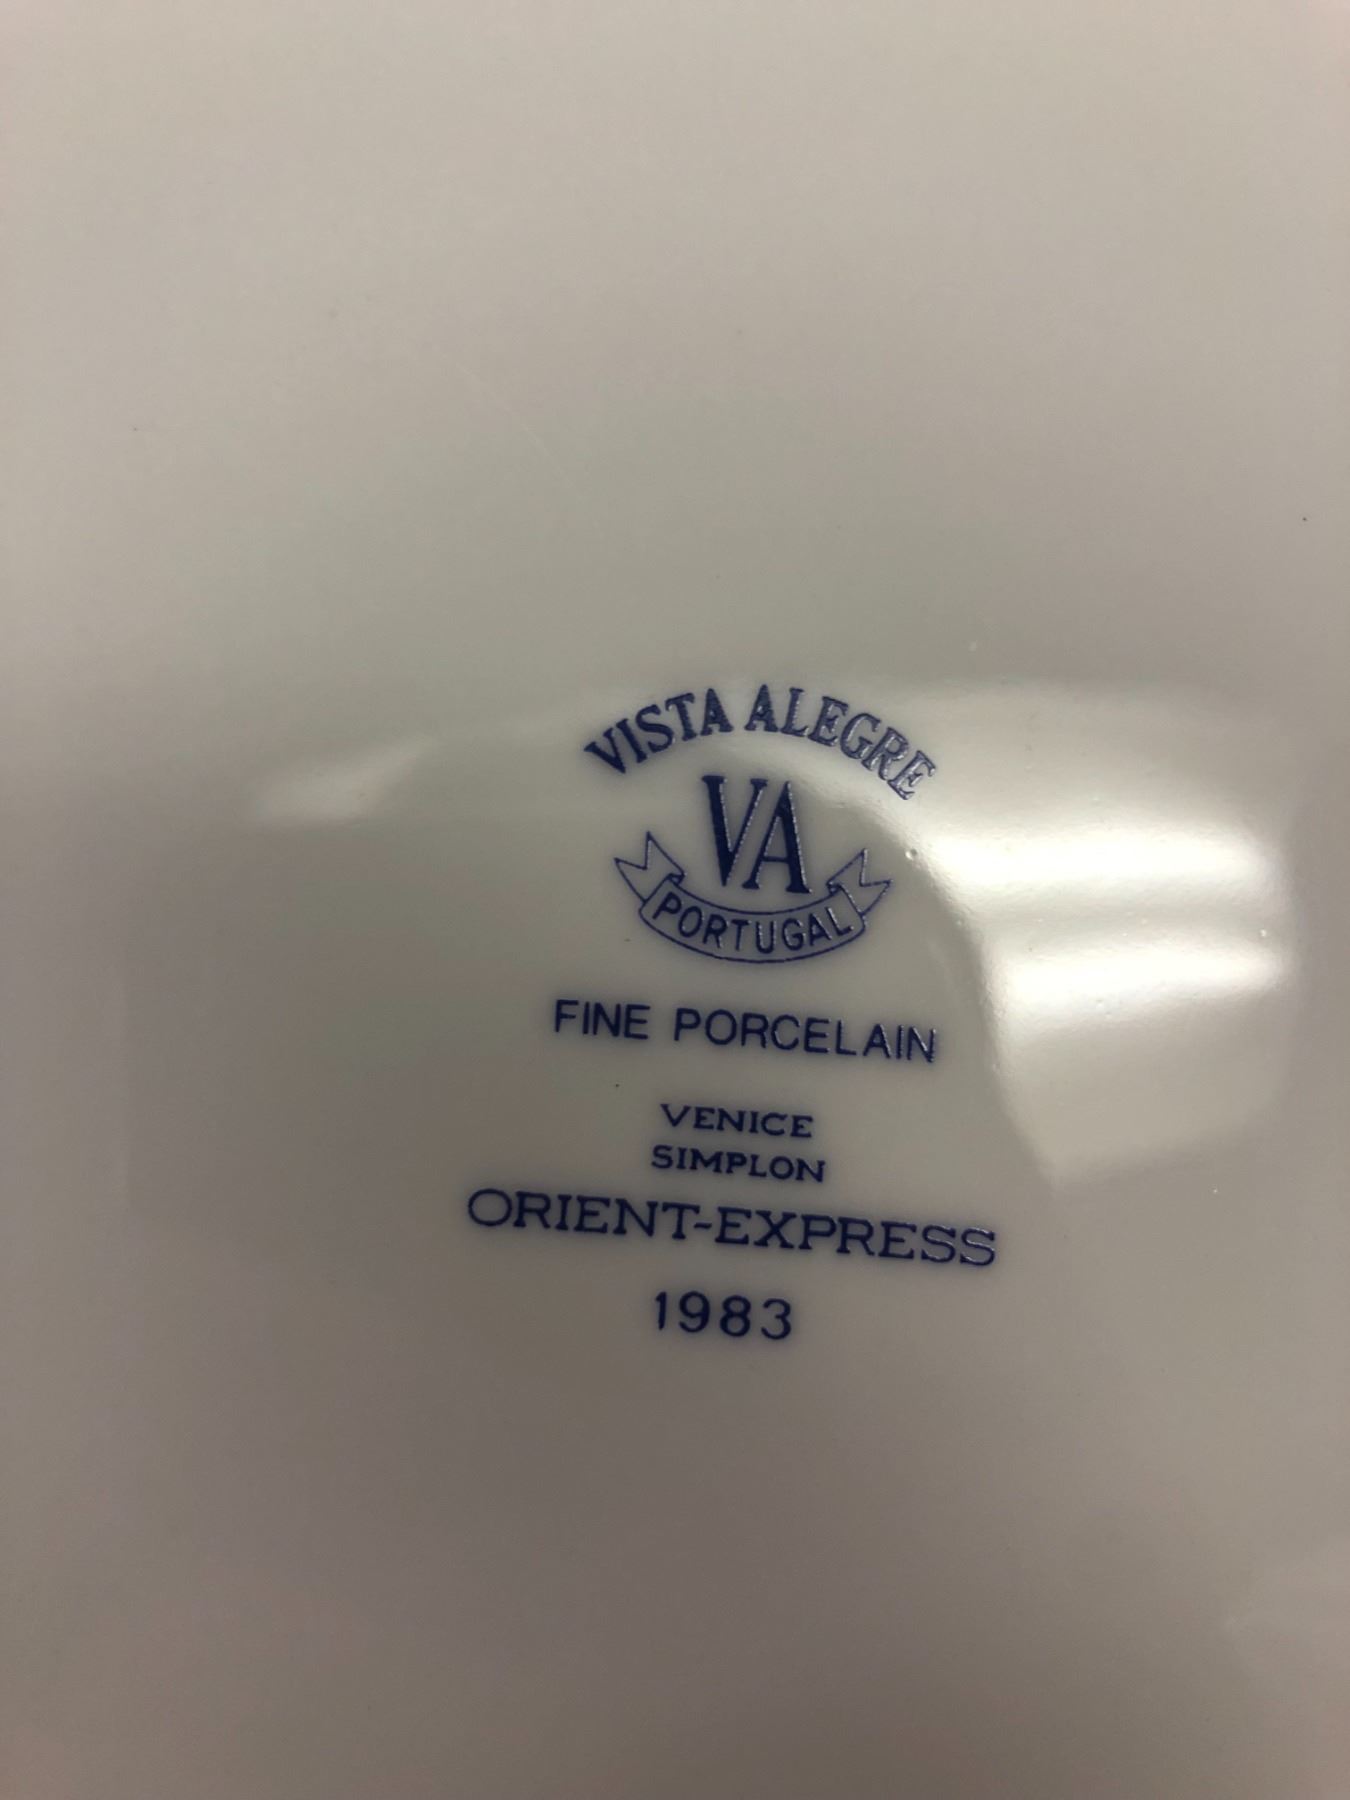 VISTA ALEGRE
VA
PORTUGAL
FINE PORCELAIN
VENICE
SIMPLON
ORIENT-EXPRESS
1983